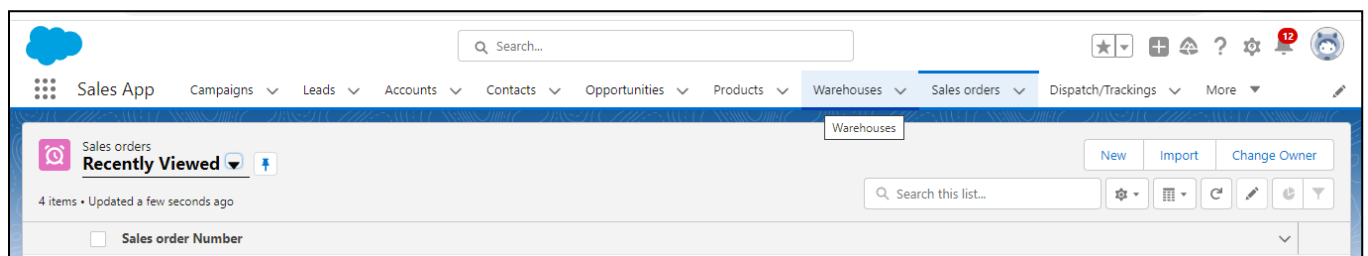 Search...
12
Sales App Campaigns Leads Accounts Contacts Opportunities Products Warehouses Sales orders Dispatch/Trackings More
Warehouses
Sales orders
Recently Viewed
New Import Change Owner
4 items • Updated a few seconds ago
Search this list...
Sales order Number